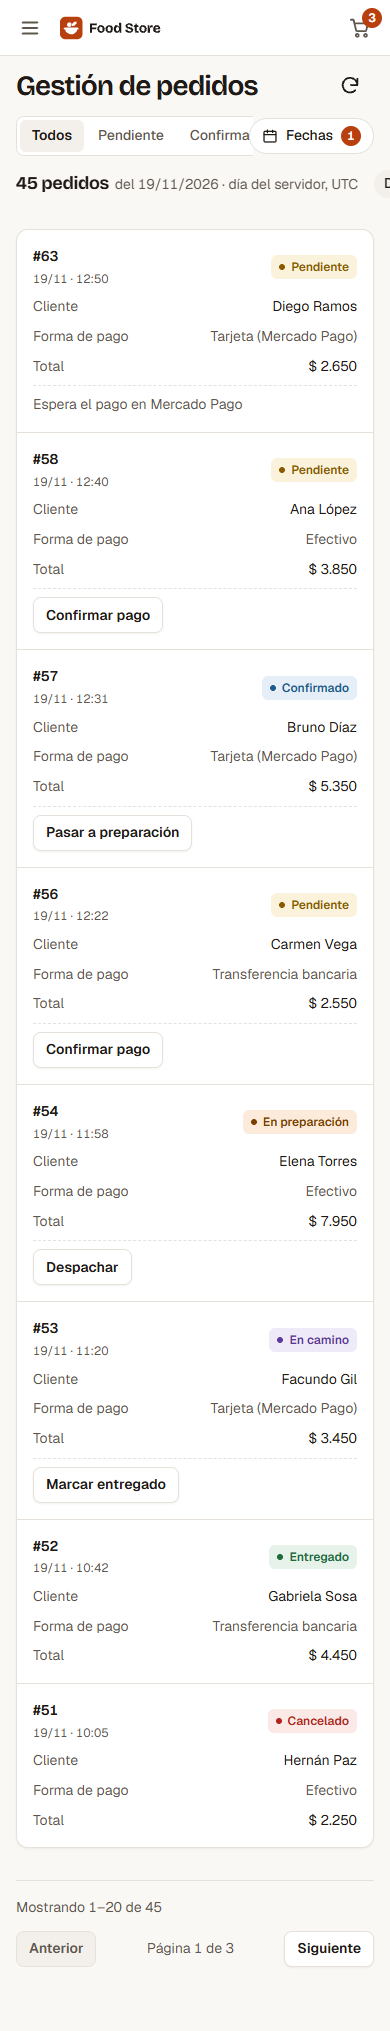 Food Store
3
Gestión de pedidos
Todos Pendiente Confirma Fechas 1
45 pedidos del 19/11/2026 · día del servidor, UTC
#63
Pendiente
19/11 · 12:50
Cliente Diego Ramos
Forma de pago Tarjeta (Mercado Pago)
Total $ 2.650
Espera el pago en Mercado Pago
#58
Pendiente
19/11 · 12:40
Cliente Ana López
Forma de pago Efectivo
Total $ 3.850
Confirmar pago
#57
Confirmado
19/11 · 12:31
Cliente Bruno Díaz
Forma de pago Tarjeta (Mercado Pago)
Total $ 5.350
Pasar a preparación
#56
Pendiente
19/11 · 12:22
Cliente Carmen Vega
Forma de pago Transferencia bancaria
Total $ 2.550
Confirmar pago
#54
En preparación
19/11 · 11:58
Cliente Elena Torres
Forma de pago Efectivo
Total $ 7.950
Despachar
#53
En camino
19/11 · 11:20
Cliente Facundo Gil
Forma de pago Tarjeta (Mercado Pago)
Total $ 3.450
Marcar entregado
#52
Entregado
19/11 · 10:42
Cliente Gabriela Sosa
Forma de pago Transferencia bancaria
Total $ 4.450
#51
Cancelado
19/11 · 10:05
Cliente Hernán Paz
Forma de pago Efectivo
Total $ 2.250
Mostrando 1–20 de 45
Anterior Página 1 de 3 Siguiente